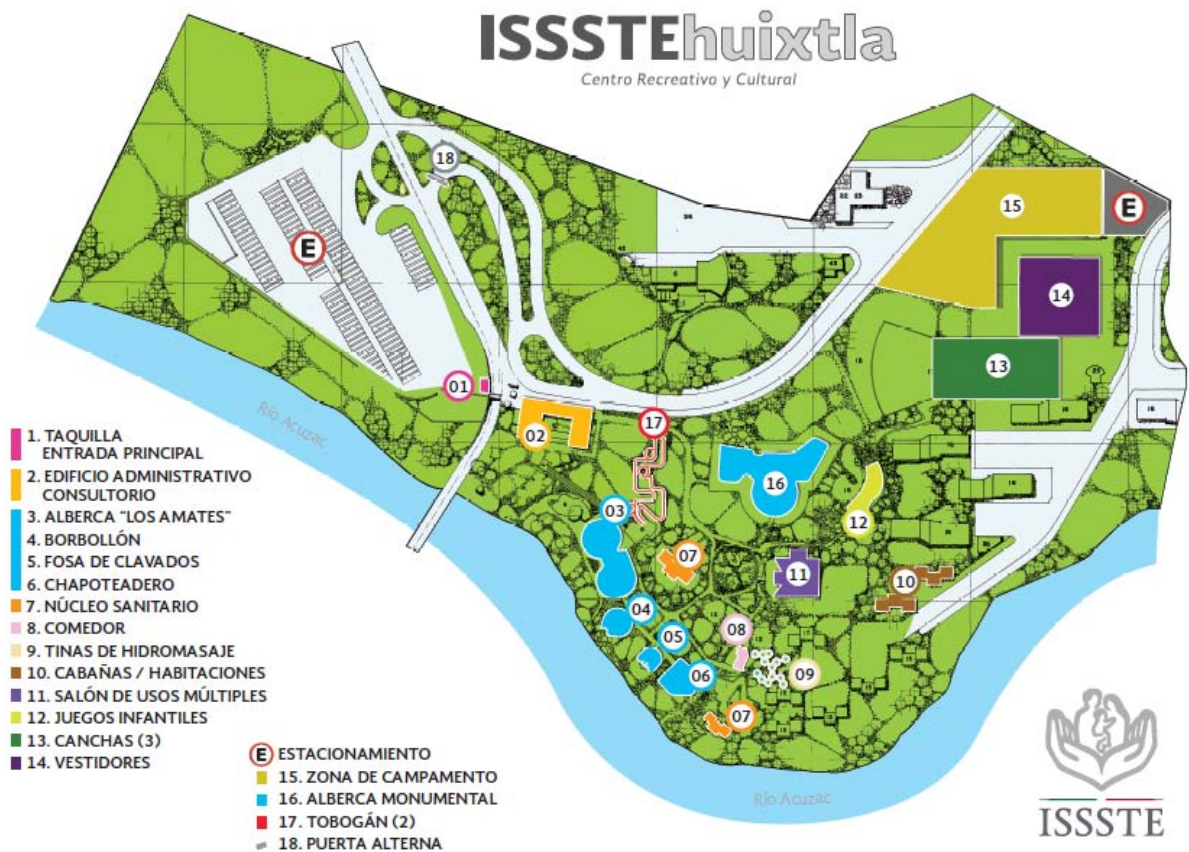 ISSSTEhuixtla
Centro Recreativo y Cultural
18
15
E
E
14
13
01
02
17
16
12
03
07
11
10
04
05
08
06
09
07
Río Acuzac
Río Acuzac
1. TAQUILLA
ENTRADA PRINCIPAL
2. EDIFICIO ADMINISTRATIVO
CONSULTORIO
3. ALBERCA "LOS AMATES"
4. BORBOLLÓN
5. FOSA DE CLAVADOS
6. CHAPOTEADERO
7. NÚCLEO SANITARIO
8. COMEDOR
9. TINAS DE HIDROMASAJE
10. CABAÑAS / HABITACIONES
11. SALÓN DE USOS MÚLTIPLES
12. JUEGOS INFANTILES
13. CANCHAS (3)
14. VESTIDORES
E ESTACIONAMIENTO
15. ZONA DE CAMPAMENTO
16. ALBERCA MONUMENTAL
17. TOBOGÁN (2)
18. PUERTA ALTERNA
ISSSTE